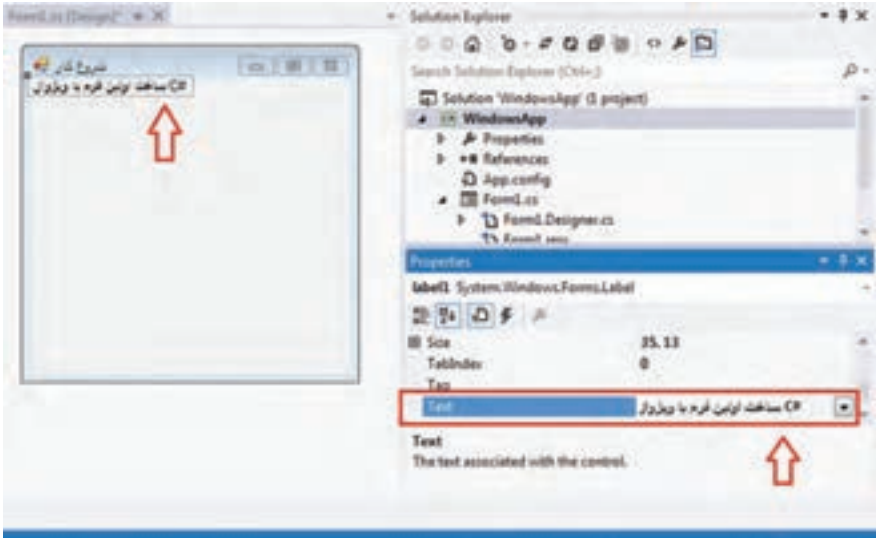 Form1.cs [Design]*
شروع کار
C# ساخت اولین فرم با ویژوال
Solution Explorer
Search Solution Explorer (Ctrl+;)
Solution 'WindowsApp' (1 project)
WindowsApp
Properties
References
App.config
Form1.cs
Form1.Designer.cs
Form1.resx
Properties
label1 System.Windows.Forms.Label
Size 35, 13
TabIndex 0
Tag
Text C# ساخت اولین فرم با ویژوال
Text
The text associated with the control.